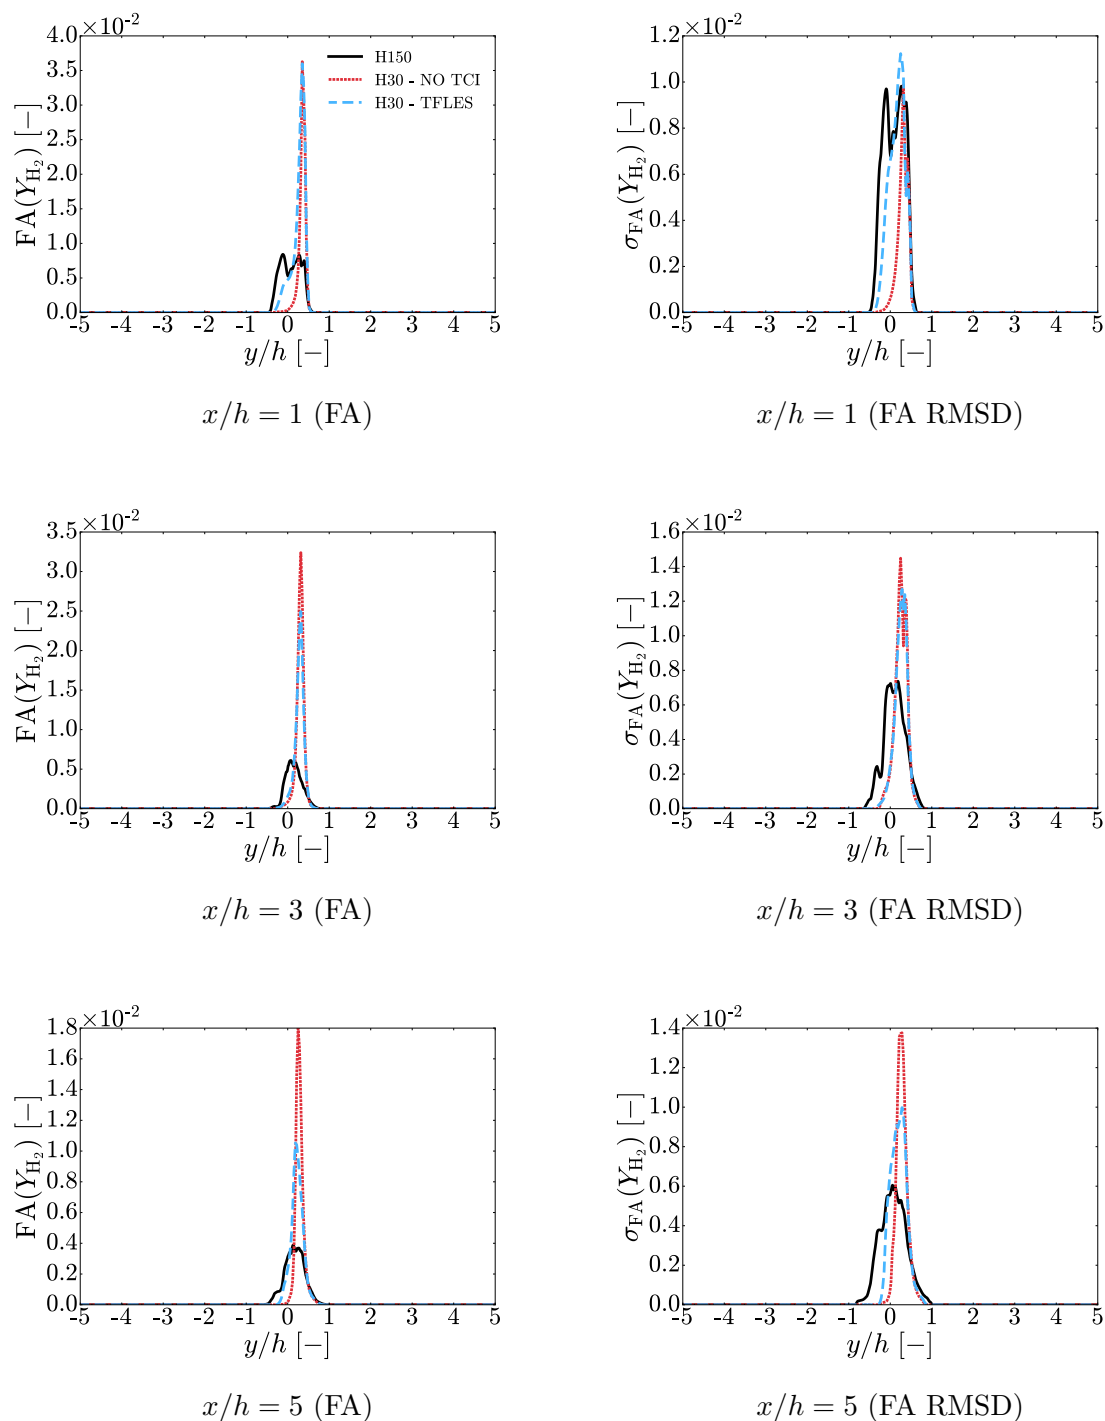 4.0×10⁻²
3.5
3.0
2.5
2.0
1.5
1.0
0.5
0.0
-5 -4 -3 -2 -1 0 1 2 3 4 5
FA(Y_H₂) [−]
y/h [−]
H150
H30 - NO TCI
H30 - TFLES
x/h = 1 (FA)
1.2×10⁻²
1.0
0.8
0.6
0.4
0.2
0.0
-5 -4 -3 -2 -1 0 1 2 3 4 5
σ_FA(Y_H₂) [−]
y/h [−]
x/h = 1 (FA RMSD)
3.5×10⁻²
3.0
2.5
2.0
1.5
1.0
0.5
0.0
-5 -4 -3 -2 -1 0 1 2 3 4 5
FA(Y_H₂) [−]
y/h [−]
x/h = 3 (FA)
1.6×10⁻²
1.4
1.2
1.0
0.8
0.6
0.4
0.2
0.0
-5 -4 -3 -2 -1 0 1 2 3 4 5
σ_FA(Y_H₂) [−]
y/h [−]
x/h = 3 (FA RMSD)
1.8×10⁻²
1.6
1.4
1.2
1.0
0.8
0.6
0.4
0.2
0.0
-5 -4 -3 -2 -1 0 1 2 3 4 5
FA(Y_H₂) [−]
y/h [−]
x/h = 5 (FA)
1.4×10⁻²
1.2
1.0
0.8
0.6
0.4
0.2
0.0
-5 -4 -3 -2 -1 0 1 2 3 4 5
σ_FA(Y_H₂) [−]
y/h [−]
x/h = 5 (FA RMSD)